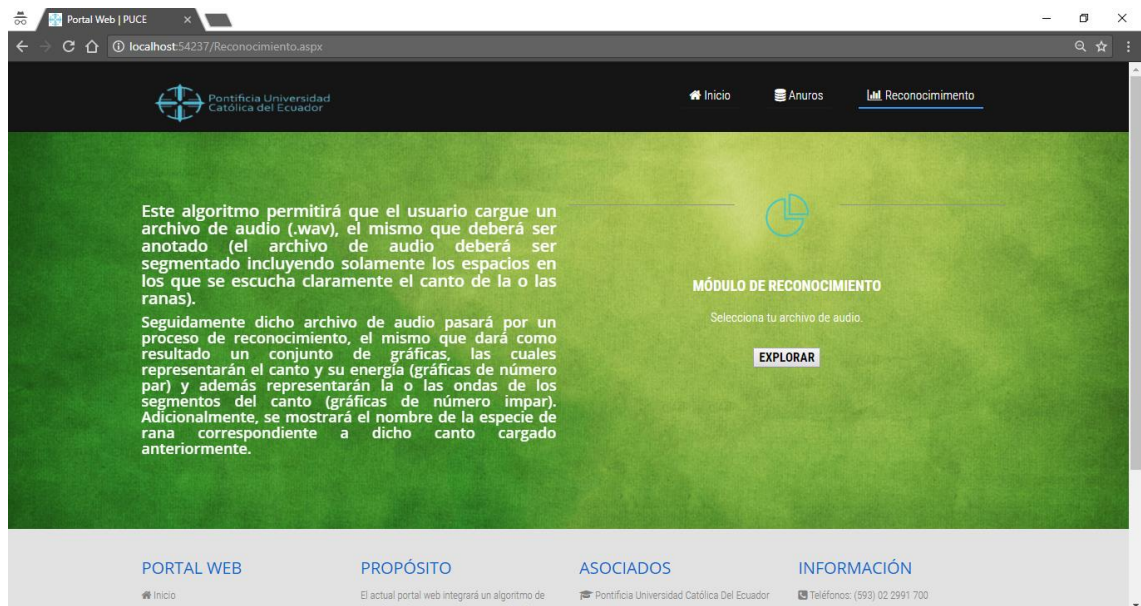 Portal Web | PUCE
localhost:54237/Reconocimiento.aspx
Pontificia Universidad
Católica del Ecuador
Inicio
Anuros
Reconocimimento
Este algoritmo permitirá que el usuario cargue un
archivo de audio (.wav), el mismo que deberá ser
anotado (el archivo de audio deberá ser
segmentado incluyendo solamente los espacios en
los que se escucha claramente el canto de la o las
ranas).
Seguidamente dicho archivo de audio pasará por un
proceso de reconocimiento, el mismo que dará como
resultado un conjunto de gráficas, las cuales
representarán el canto y su energía (gráficas de número
par) y además representarán la o las ondas de los
segmentos del canto (gráficas de número impar).
Adicionalmente, se mostrará el nombre de la especie de
rana correspondiente a dicho canto cargado
anteriormente.
MÓDULO DE RECONOCIMIENTO
Selecciona tu archivo de audio.
EXPLORAR
PORTAL WEB
Inicio
PROPÓSITO
El actual portal web integrará un algoritmo de
ASOCIADOS
Pontificia Universidad Católica Del Ecuador
INFORMACIÓN
Teléfonos: (593) 02 2991 700